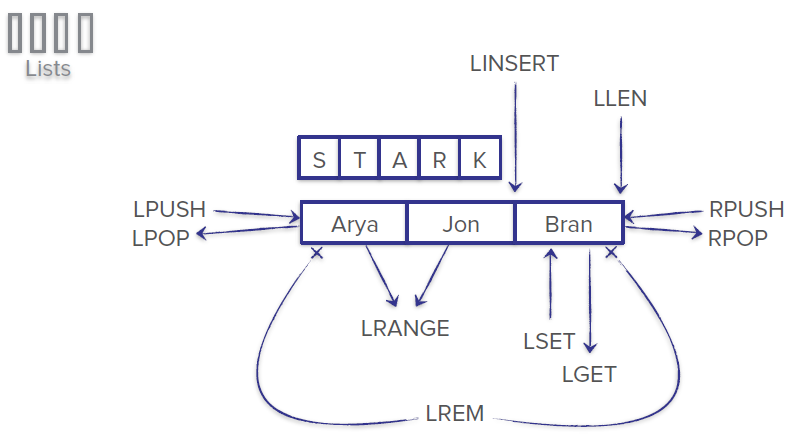 Lists
LINSERT
LLEN
S T A R K
LPUSH
LPOP
Arya Jon Bran
RPUSH
RPOP
LRANGE
LSET
LGET
LREM